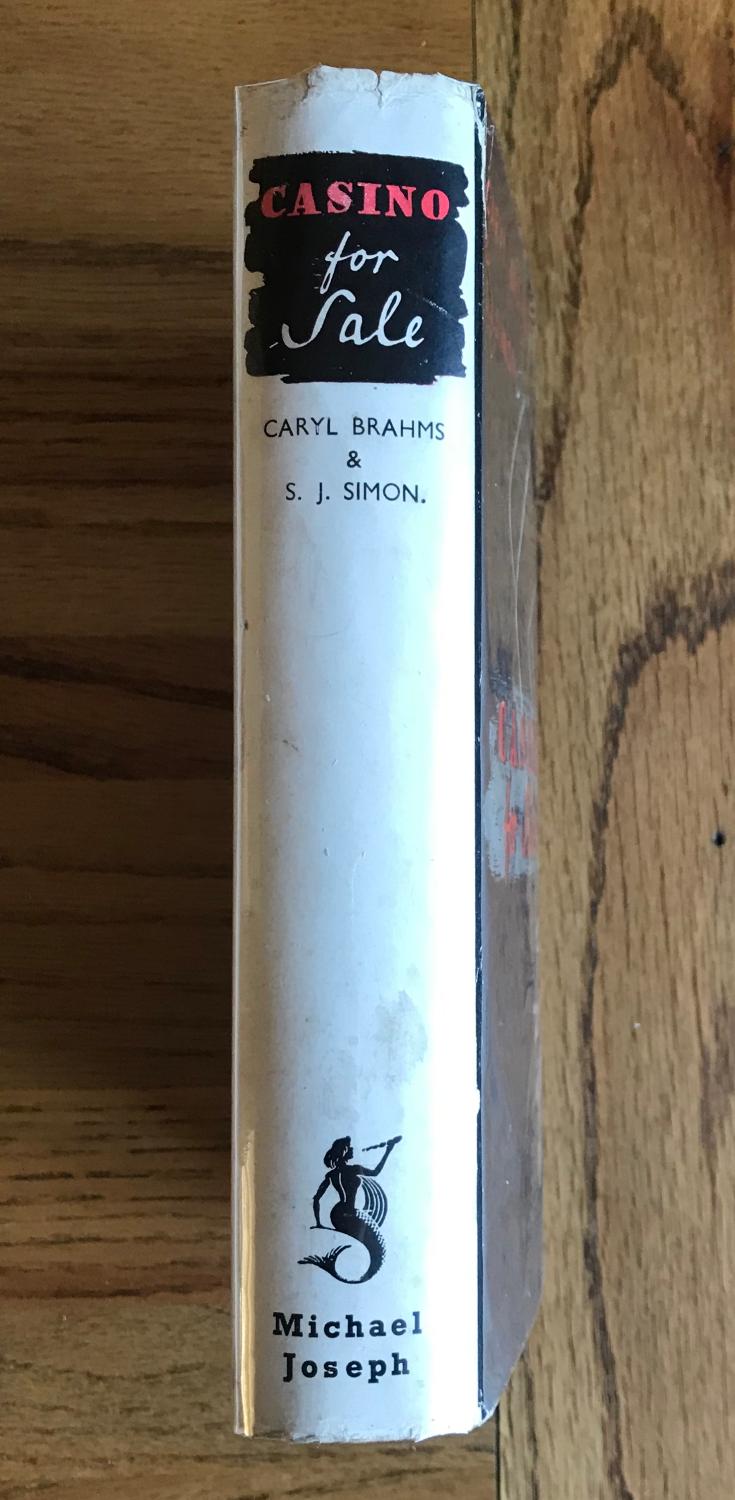 CASINO
for
Sale
CARYL BRAHMS
&
S. J. SIMON.
Michael
Joseph